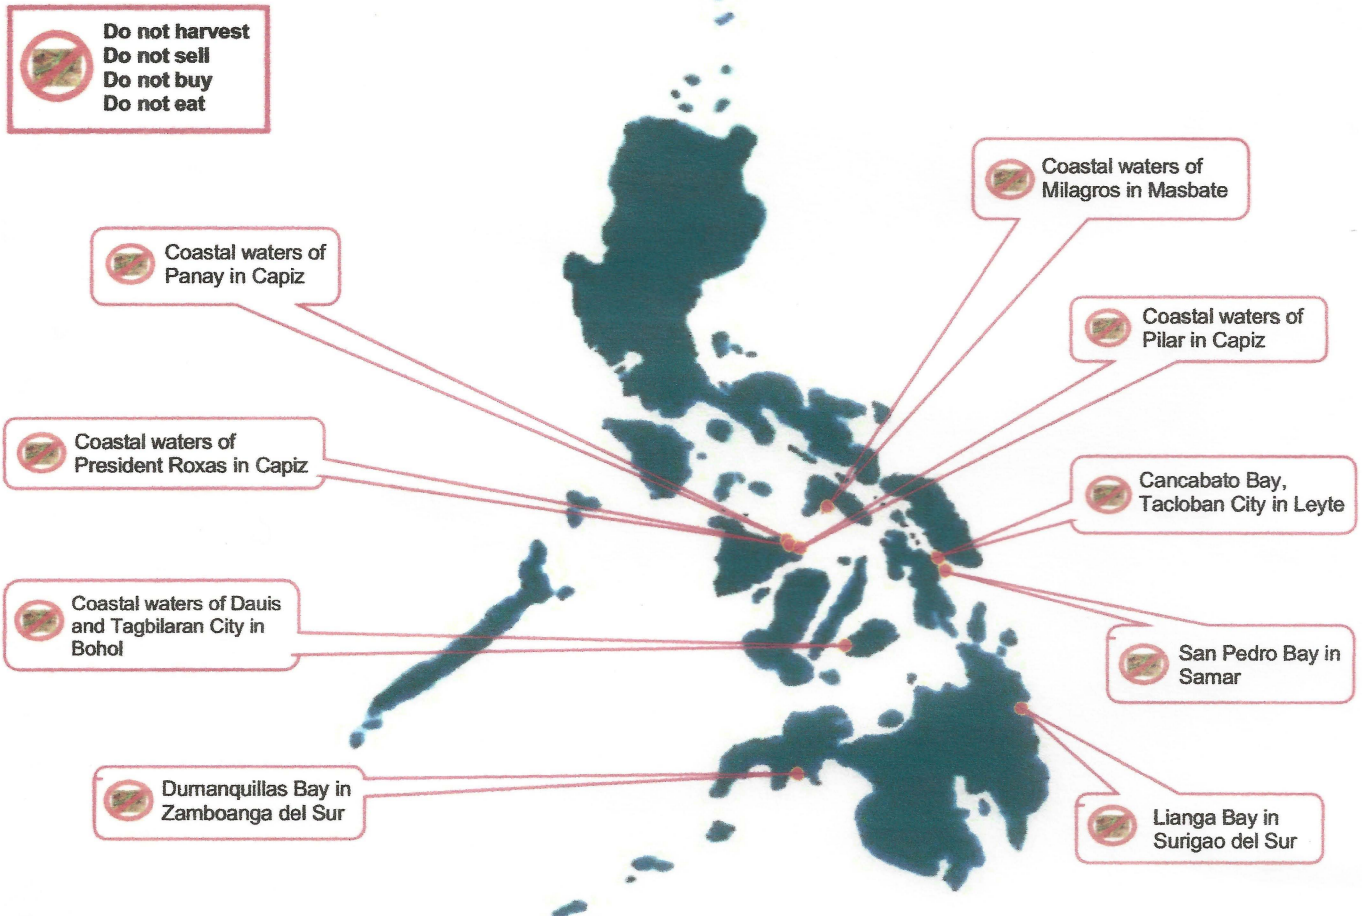 Do not harvest
Do not sell
Do not buy
Do not eat
Coastal waters of
Milagros in Masbate
Coastal waters of
Panay in Capiz
Coastal waters of
Pilar in Capiz
Coastal waters of
President Roxas in Capiz
Cancabato Bay,
Tacloban City in Leyte
Coastal waters of Dauis
and Tagbilaran City in
Bohol
San Pedro Bay in
Samar
Dumanquillas Bay in
Zamboanga del Sur
Lianga Bay in
Surigao del Sur